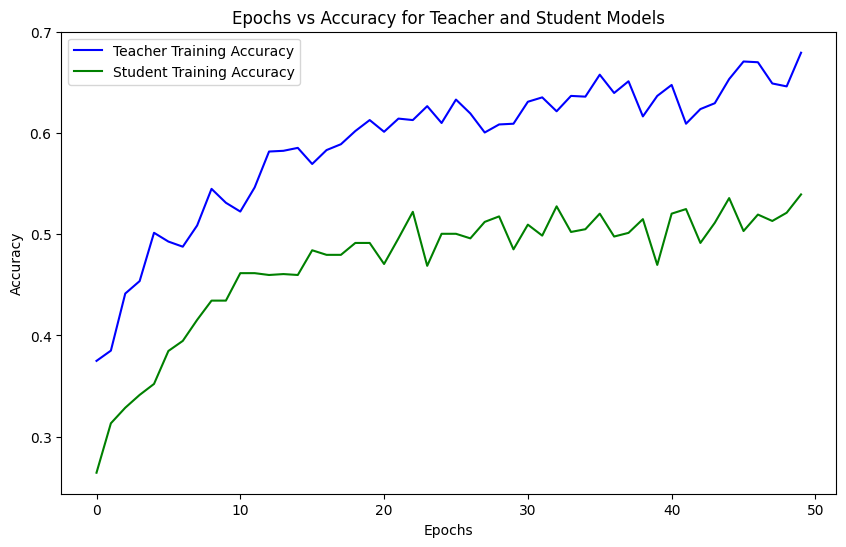 Epochs vs Accuracy for Teacher and Student Models
Teacher Training Accuracy
Student Training Accuracy
Accuracy
0.7
0.6
0.5
0.4
0.3
0 10 20 30 40 50
Epochs